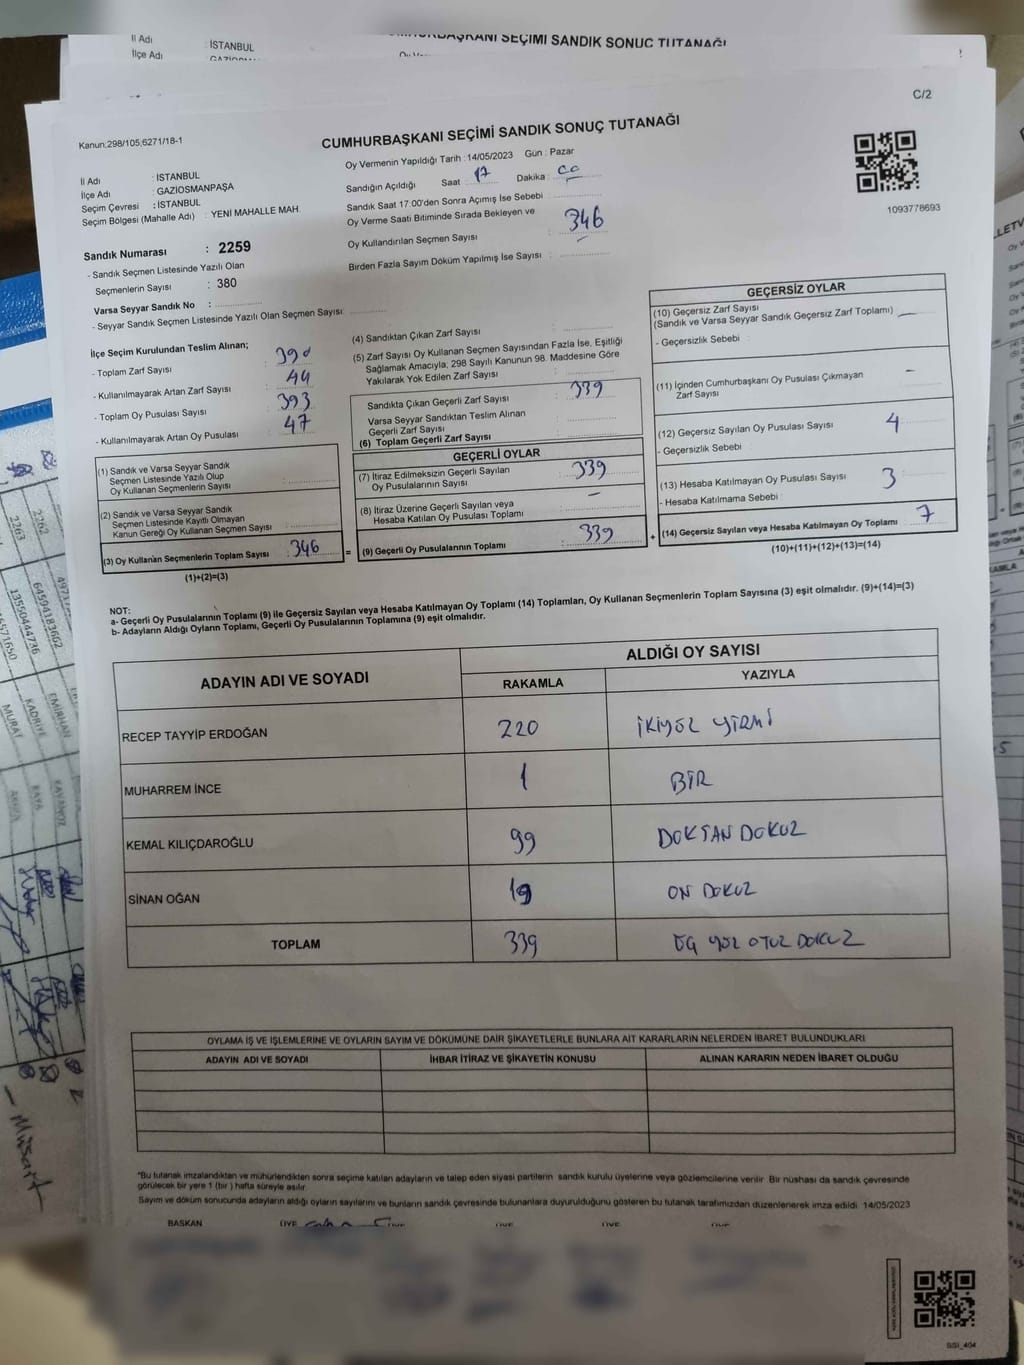 İl Adı : İSTANBUL
İlçe Adı
CUMHURBAŞKANI SEÇİMİ SANDIK SONUÇ TUTANAĞI
C/2
Kanun;298/105,6271/18-1
CUMHURBAŞKANI SEÇİMİ SANDIK SONUÇ TUTANAĞI
1093778693
İl Adı : İSTANBUL
İlçe Adı : GAZİOSMANPAŞA
Seçim Çevresi : İSTANBUL
Seçim Bölgesi (Mahalle Adı) : YENİ MAHALLE MAH.
Oy Vermenin Yapıldığı Tarih : 14/05/2023 Gün : Pazar
Sandığın Açıldığı Saat : 17 Dakika : 00
Sandık Saat 17:00'den Sonra Açımış İse Sebebi :
Oy Verme Saati Bitiminde Sırada Bekleyen ve
Oy Kullandırılan Seçmen Sayısı : 346
Birden Fazla Sayım Döküm Yapılmış İse Sayısı :
Sandık Numarası : 2259
- Sandık Seçmen Listesinde Yazılı Olan
Seçmenlerin Sayısı : 380
Varsa Seyyar Sandık No :
- Seyyar Sandık Seçmen Listesinde Yazılı Olan Seçmen Sayısı:
İlçe Seçim Kurulundan Teslim Alınan;
- Toplam Zarf Sayısı : 390
- Kullanılmayarak Artan Zarf Sayısı : 44
- Toplam Oy Pusulası Sayısı : 393
- Kullanılmayarak Artan Oy Pusulası : 47
(1) Sandık ve Varsa Seyyar Sandık
Seçmen Listesinde Yazılı Olup
Oy Kullanan Seçmenlerin Sayısı :
(2) Sandık ve Varsa Seyyar Sandık
Seçmen Listesinde Kayıtlı Olmayan
Kanun Gereği Oy Kullanan Seçmen Sayısı :
(3) Oy Kullanan Seçmenlerin Toplam Sayısı : 346
(1)+(2)=(3)
=
(4) Sandıktan Çıkan Zarf Sayısı :
(5) Zarf Sayısı Oy Kullanan Seçmen Sayısından Fazla İse, Eşitliği
Sağlamak Amacıyla, 298 Sayılı Kanunun 98. Maddesine Göre
Yakılarak Yok Edilen Zarf Sayısı :
Sandıkta Çıkan Geçerli Zarf Sayısı : 339
Varsa Seyyar Sandıktan Teslim Alınan
Geçerli Zarf Sayısı :
(6) Toplam Geçerli Zarf Sayısı :
GEÇERLİ OYLAR
(7) İtiraz Edilmeksizin Geçerli Sayılan
Oy Pusulalarının Sayısı : 339
(8) İtiraz Üzerine Geçerli Sayılan veya
Hesaba Katılan Oy Pusulası Toplamı : –
(9) Geçerli Oy Pusulalarının Toplamı : 339
+
GEÇERSİZ OYLAR
(10) Geçersiz Zarf Sayısı
(Sandık ve Varsa Seyyar Sandık Geçersiz Zarf Toplamı) : —
- Geçersizlik Sebebi :
(11) İçinden Cumhurbaşkanı Oy Pusulası Çıkmayan
Zarf Sayısı : –
(12) Geçersiz Sayılan Oy Pusulası Sayısı : 4
- Geçersizlik Sebebi :
(13) Hesaba Katılmayan Oy Pusulası Sayısı : 3
- Hesaba Katılmama Sebebi :
(14) Geçersiz Sayılan veya Hesaba Katılmayan Oy Toplamı : 7
(10)+(11)+(12)+(13)=(14)
NOT:
a- Geçerli Oy Pusulalarının Toplamı (9) ile Geçersiz Sayılan veya Hesaba Katılmayan Oy Toplamı (14) Toplamları, Oy Kullanan Seçmenlerin Toplam Sayısına (3) eşit olmalıdır. (9)+(14)=(3)
b- Adayların Aldığı Oyların Toplamı, Geçerli Oy Pusulalarının Toplamına (9) eşit olmalıdır.
ADAYIN ADI VE SOYADI
ALDIĞI OY SAYISI
RAKAMLA YAZIYLA
RECEP TAYYİP ERDOĞAN 220 İKİYÜZ YİRMİ
MUHARREM İNCE 1 BİR
KEMAL KILIÇDAROĞLU 99 DOKSAN DOKUZ
SİNAN OĞAN 19 ON DOKUZ
TOPLAM 339 ÜÇ YÜZ OTUZ DOKUZ
OYLAMA İŞ VE İŞLEMLERİNE VE OYLARIN SAYIM VE DÖKÜMÜNE DAİR ŞİKAYETLERLE BUNLARA AİT KARARLARIN NELERDEN İBARET BULUNDUKLARI
ADAYIN ADI VE SOYADI İHBAR İTİRAZ VE ŞİKAYETİN KONUSU ALINAN KARARIN NEDEN İBARET OLDUĞU
*Bu tutanak imzalandıktan ve mühürlendikten sonra seçime katılan adayların ve talep eden siyasi partilerin sandık kurulu üyelerine veya gözlemcilerine verilir. Bir nüshası da sandık çevresinde
görülecek bir yere 1 (bir ) hafta süreyle asılır.
Sayım ve döküm sonucunda adayların aldığı oyların sayılarını ve bunların sandık çevresinde bulunanlara duyurulduğunu gösteren bu tutanak tarafımızdan düzenlenerek imza edildi. 14/05/2023
BAŞKAN ÜYE ÜYE ÜYE ÜYE ÜYE
SSI_404
2263
2262
13550444736
64594183662
MURAT
KADRİYE
EMİRHAN
KAYA